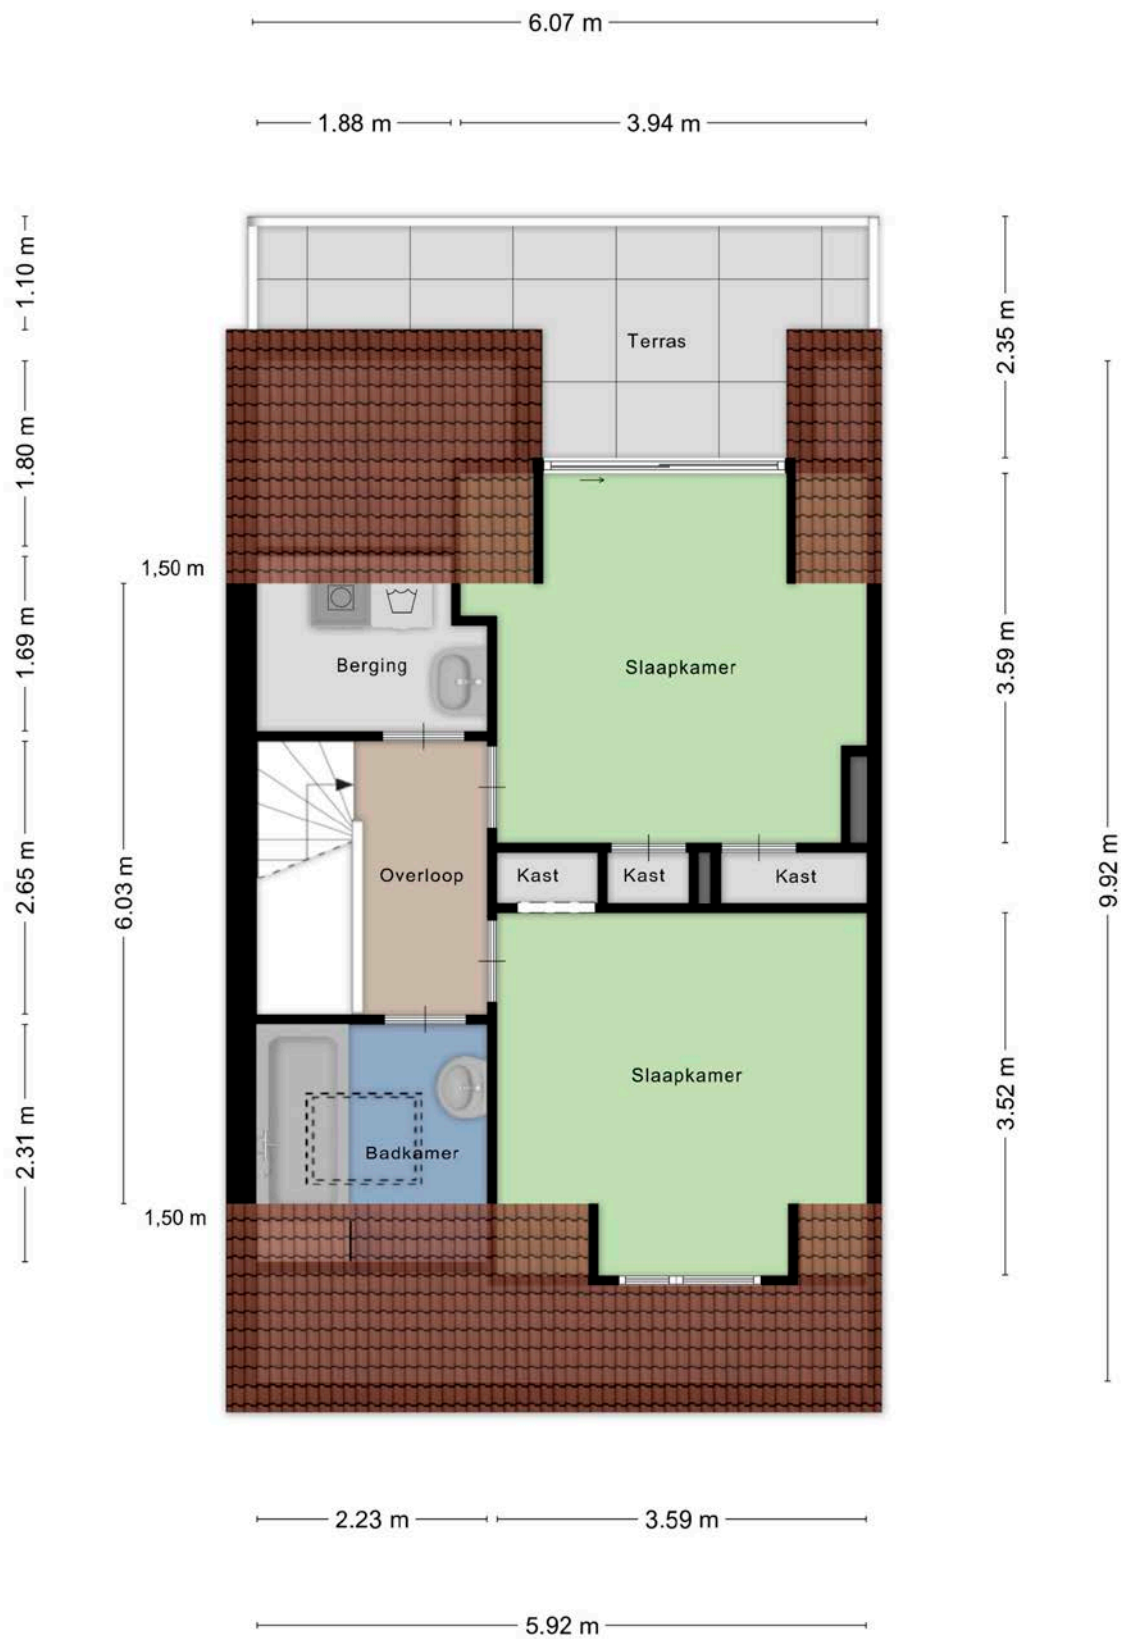 6.07 m
1.88 m
3.94 m
1.10 m
2.35 m
Terras
1.80 m
1,50 m
1.69 m
Berging
Slaapkamer
3.59 m
2.65 m
6.03 m
Overloop
Kast
Kast
Kast
9.92 m
Slaapkamer
3.52 m
2.31 m
Badkamer
1,50 m
2.23 m
3.59 m
5.92 m